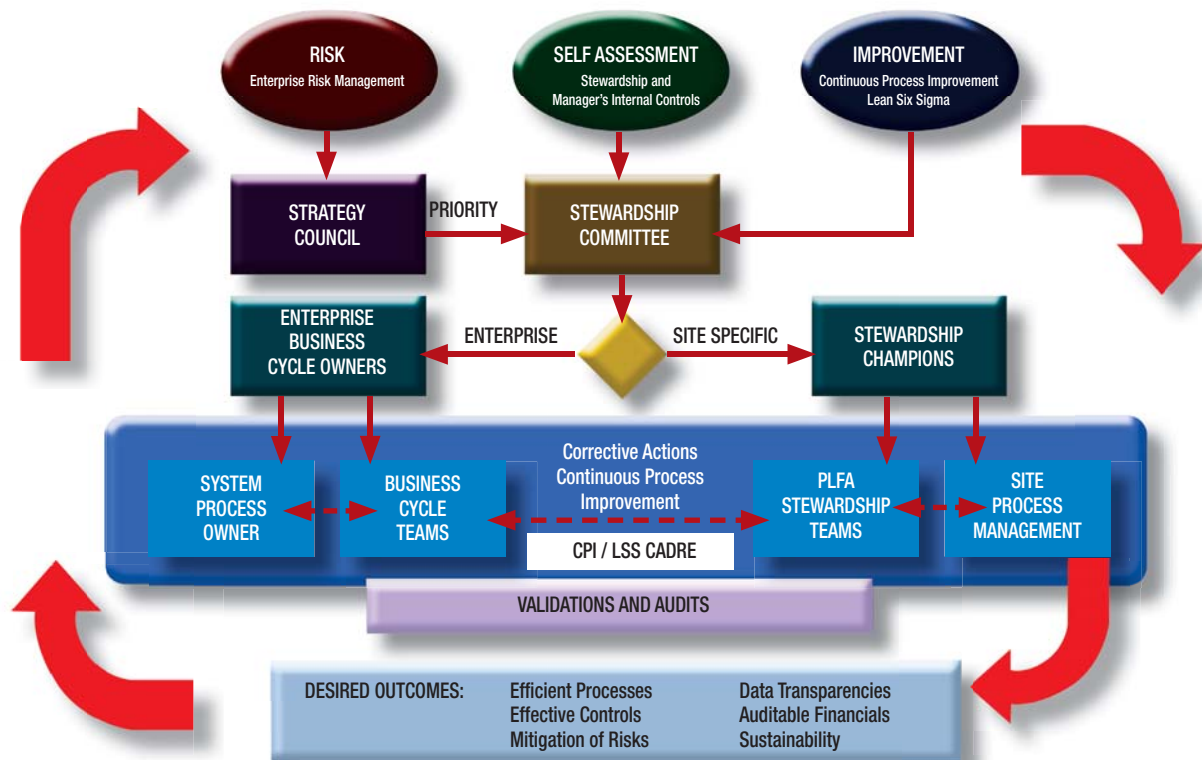 RISK
Enterprise Risk Management
SELF ASSESSMENT
Stewardship and
Manager's Internal Controls
IMPROVEMENT
Continuous Process Improvement
Lean Six Sigma
STRATEGY
COUNCIL
PRIORITY
STEWARDSHIP
COMMITTEE
ENTERPRISE
BUSINESS
CYCLE OWNERS
ENTERPRISE
SITE SPECIFIC
STEWARDSHIP
CHAMPIONS
SYSTEM
PROCESS
OWNER
BUSINESS
CYCLE
TEAMS
Corrective Actions
Continuous Process
Improvement
CPI / LSS CADRE
PLFA
STEWARDSHIP
TEAMS
SITE
PROCESS
MANAGEMENT
VALIDATIONS AND AUDITS
DESIRED OUTCOMES:
Efficient Processes
Effective Controls
Mitigation of Risks
Data Transparencies
Auditable Financials
Sustainability